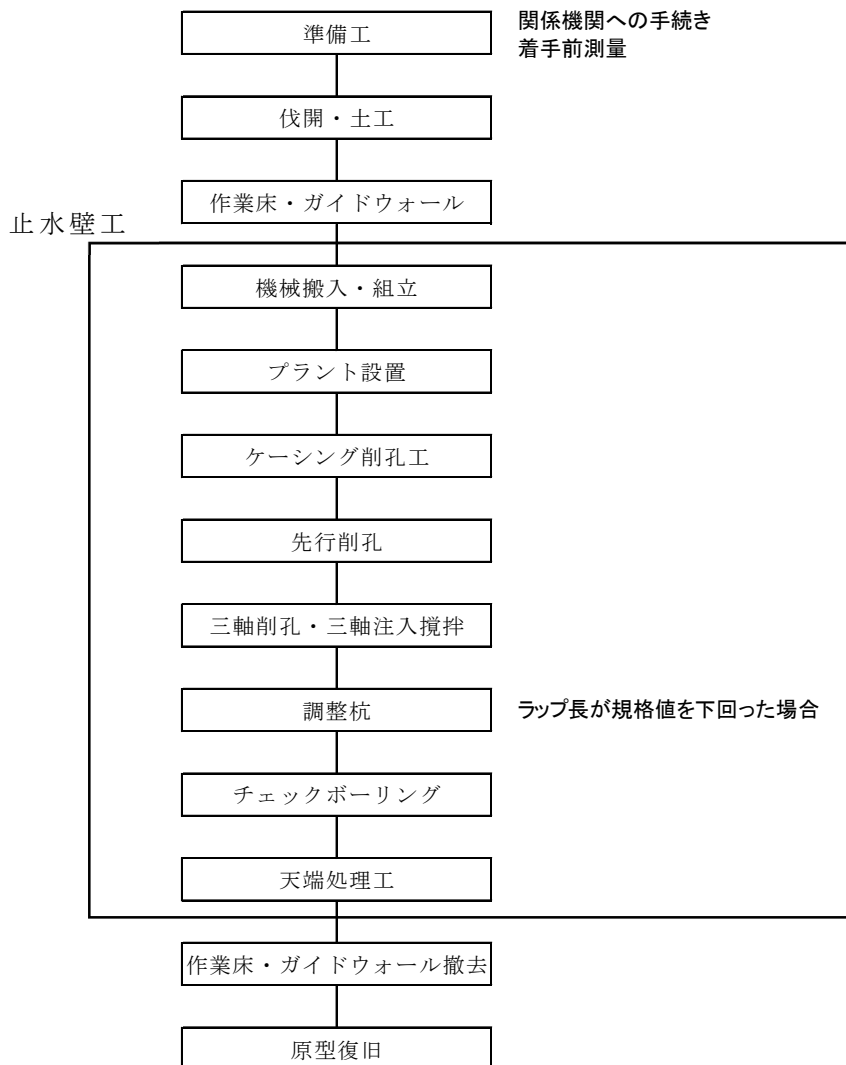 準備工
関係機関への手続き
着手前測量
伐開・土工
作業床・ガイドウォール
止水壁工
機械搬入・組立
プラント設置
ケーシング削孔工
先行削孔
三軸削孔・三軸注入撹拌
調整杭
ラップ長が規格値を下回った場合
チェックボーリング
天端処理工
作業床・ガイドウォール撤去
原型復旧